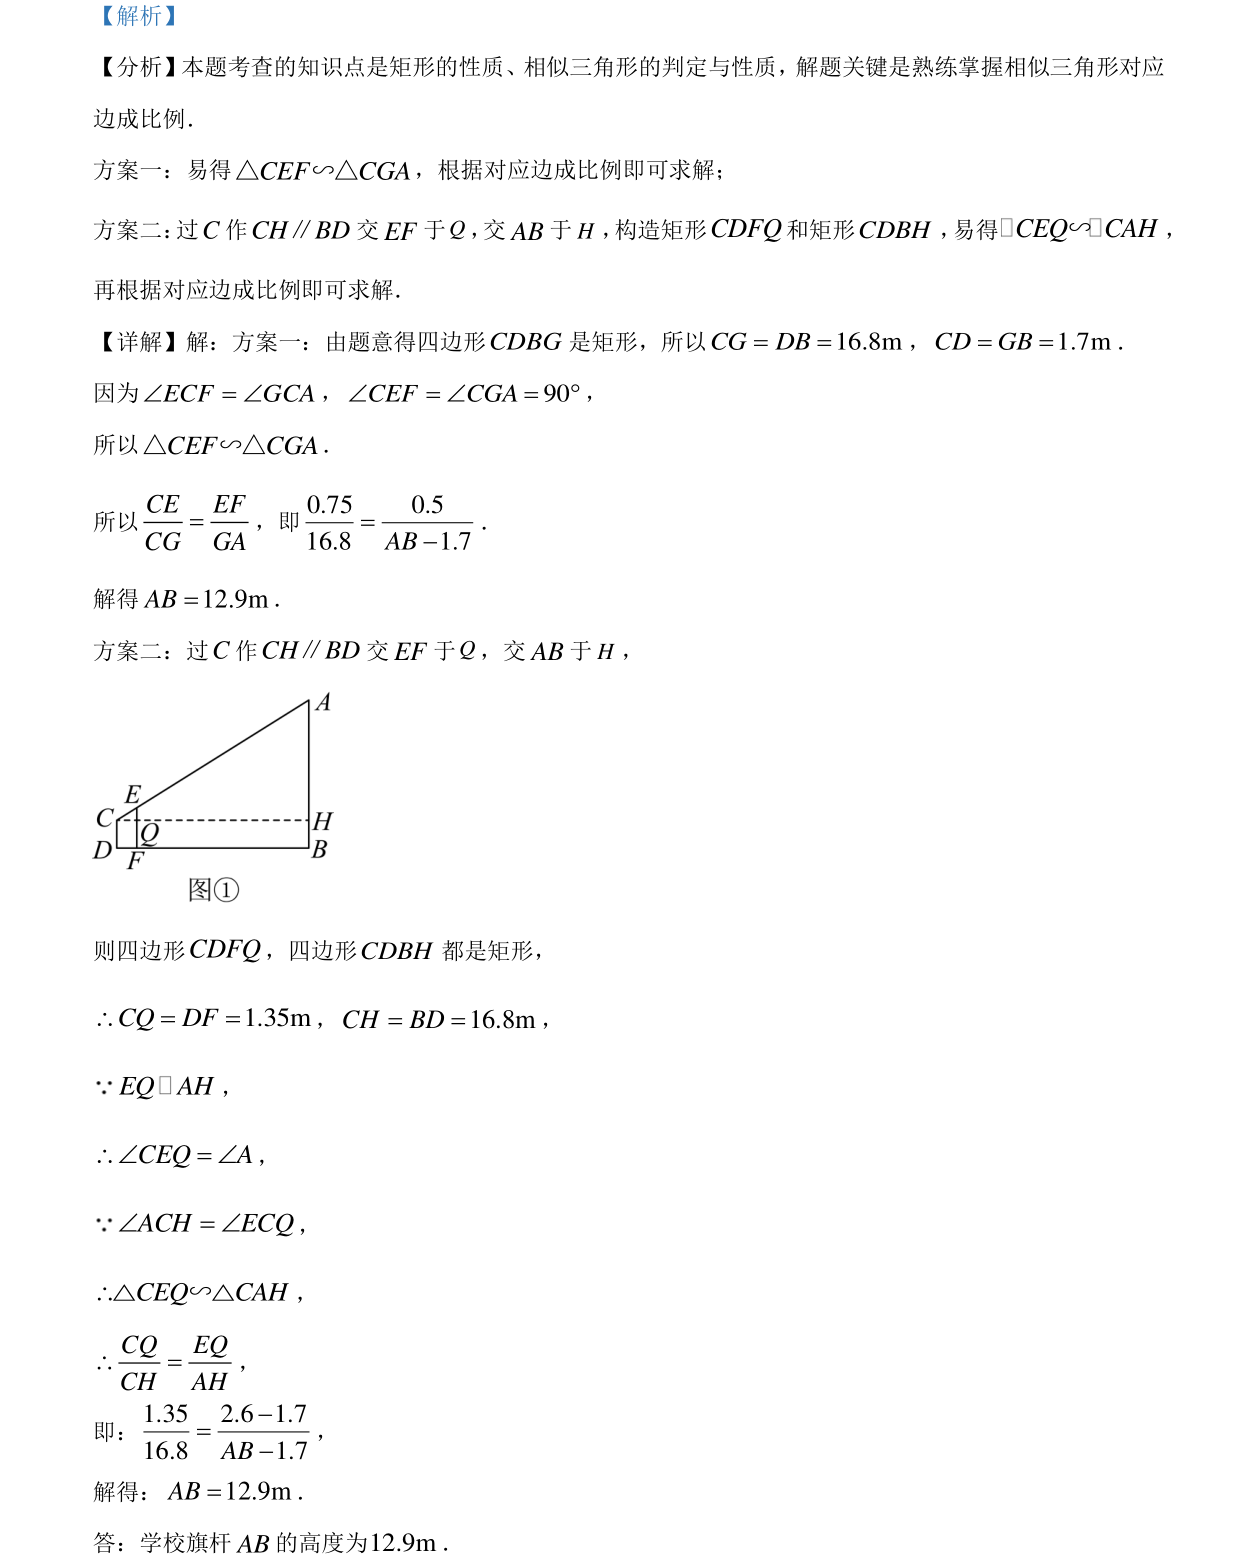 【解析】
【分析】本题考查的知识点是矩形的性质、相似三角形的判定与性质，解题关键是熟练掌握相似三角形对应
边成比例．
方案一：易得△CEF∽△CGA，根据对应边成比例即可求解；
方案二：过C作CH∥BD交EF于Q，交AB于H，构造矩形CDFQ和矩形CDBH，易得□CEQ∽□CAH，
再根据对应边成比例即可求解．
【详解】解：方案一：由题意得四边形CDBG是矩形，所以CG=DB=16.8m，CD=GB=1.7m．
因为∠ECF=∠GCA，∠CEF=∠CGA=90°，
所以△CEF∽△CGA．
所以CE/CG=EF/GA，即0.75/16.8=0.5/(AB−1.7)．
解得AB=12.9m．
方案二：过C作CH∥BD交EF于Q，交AB于H，
A
E
C
H
Q
D
F
B
图①
则四边形CDFQ，四边形CDBH都是矩形，
∴CQ=DF=1.35m，CH=BD=16.8m，
∵EQ□AH，
∴∠CEQ=∠A，
∵∠ACH=∠ECQ，
∴△CEQ∽△CAH，
∴CQ/CH=EQ/AH，
即：1.35/16.8=(2.6−1.7)/(AB−1.7)，
解得：AB=12.9m．
答：学校旗杆AB的高度为12.9m．